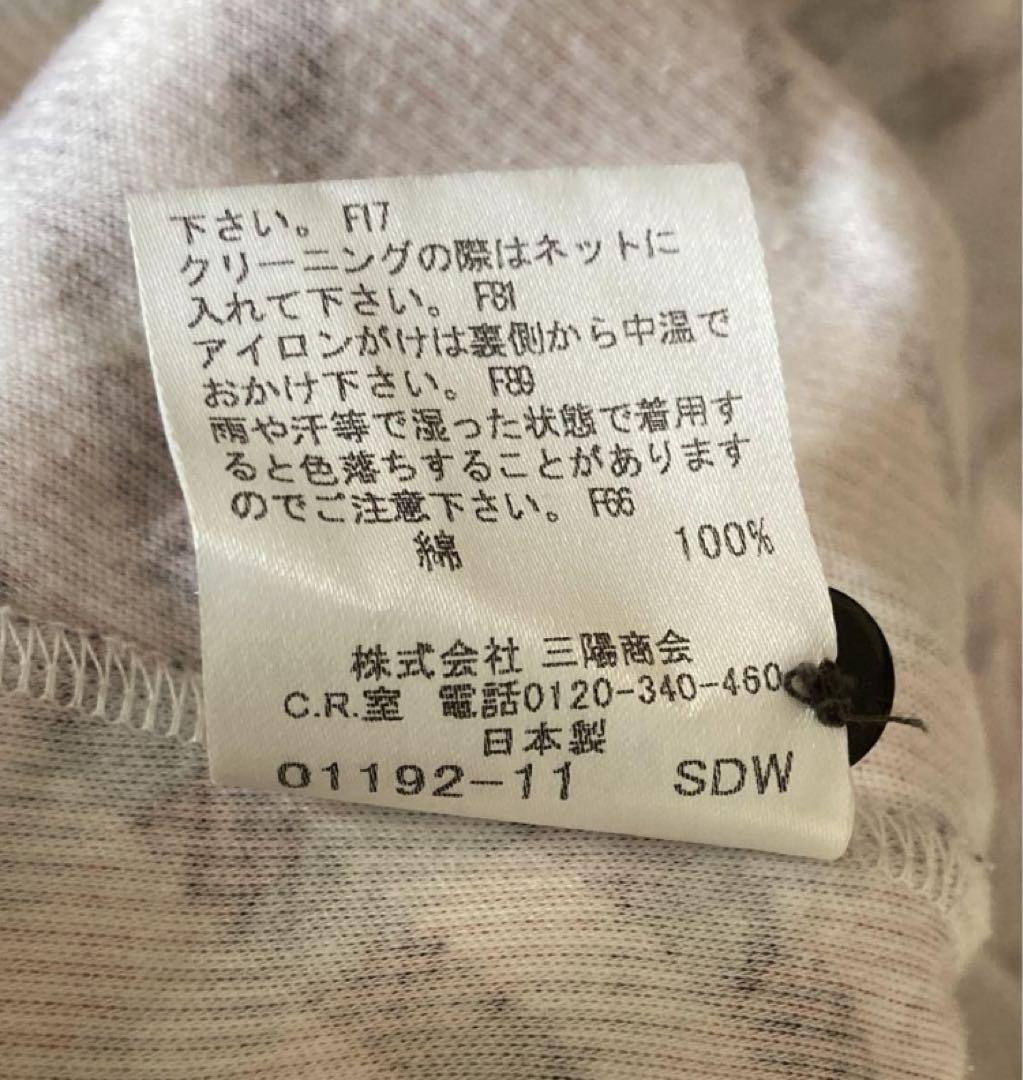 下さい。 F17
クリーニングの際はネットに
入れて下さい。 F81
アイロンがけは裏側から中温で
おかけ下さい。 F89
雨や汗等で湿った状態で着用す
ると色落ちすることがあります
のでご注意下さい。 F66
綿 100%
株式会社 三陽商会
C.R.室 電話0120-340-460
日本製
01192-11 SDW